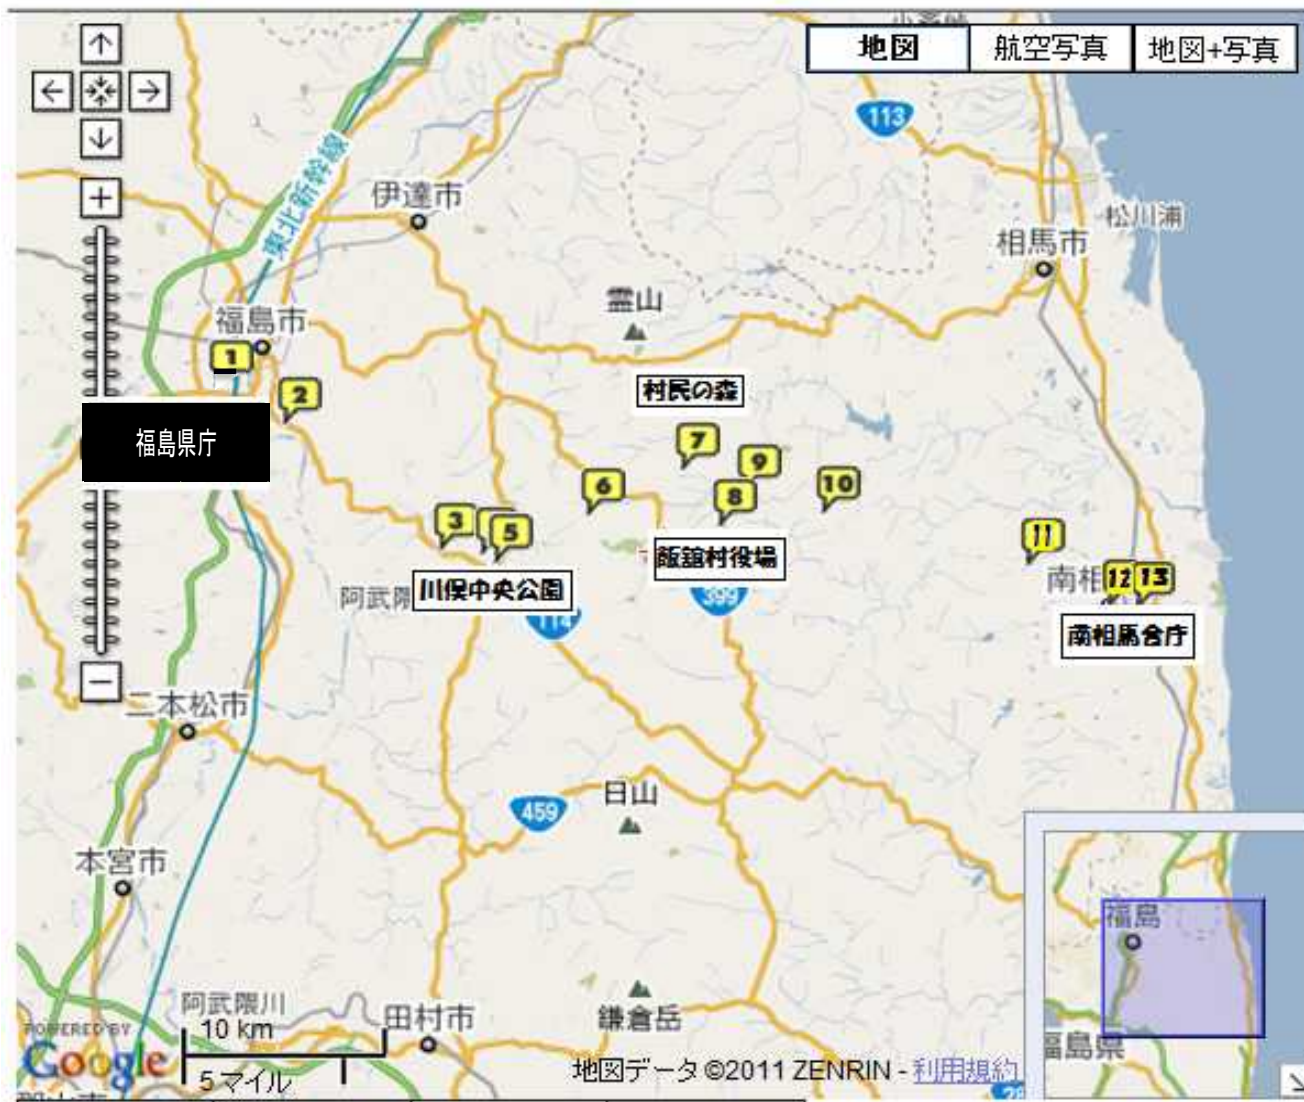 地図
航空写真
地図+写真
113
東北新幹線
伊達市
松川浦
相馬市
霊山
福島市
1
村民の森
2
福島県庁
7
9
6
8
10
3
5
11
飯舘村役場
川俣中央公園
399
114
南相
12
13
南相馬合庁
二本松市
日山
459
本宮市
福島
阿武隈川
10 km
田村市
鎌倉岳
福島県
POWERED BY
Google
5 マイル
地図データ ©2011 ZENRIN - 利用規約